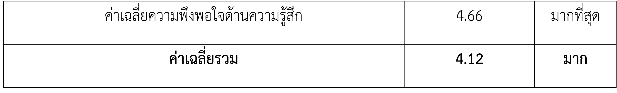 ค่าเฉลี่ยความพึงพอใจด้านความรู้สึก 4.66 มากที่สุด
ค่าเฉลี่ยรวม 4.12 มาก